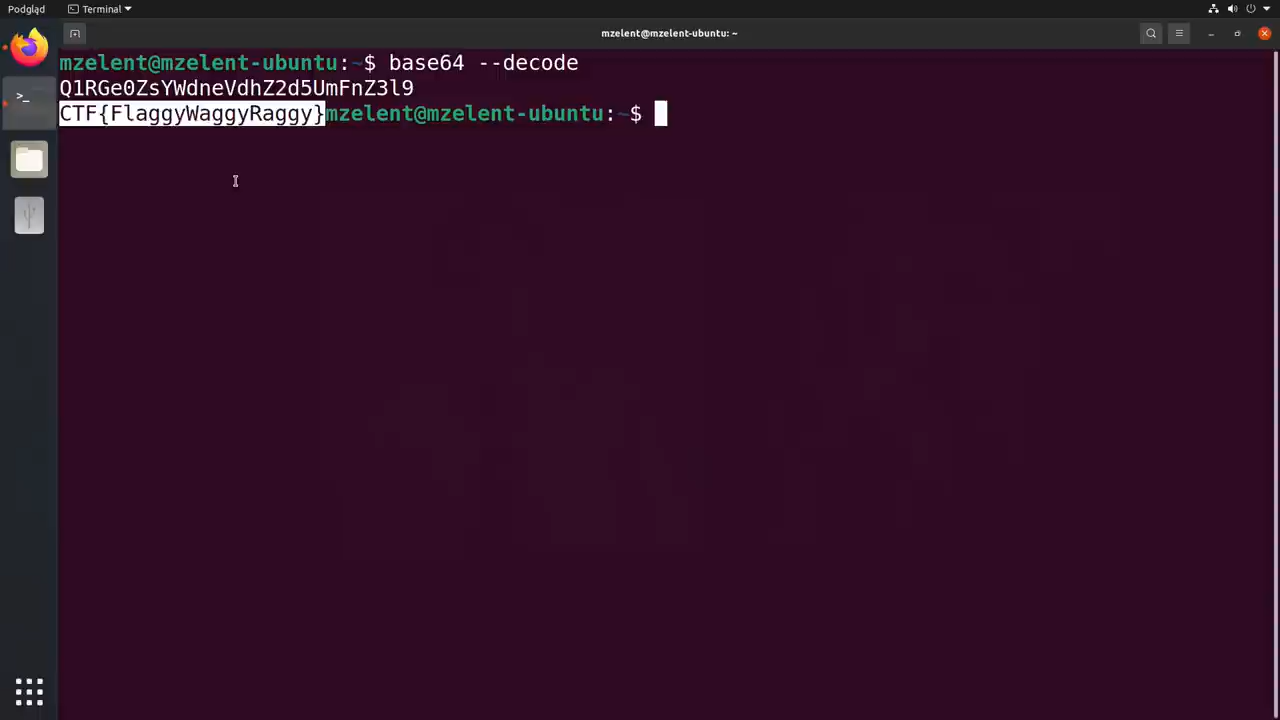 Podgląd
Terminal
mzelent@mzelent-ubuntu: ~
mzelent@mzelent-ubuntu:~$ base64 --decode
Q1RGe0ZsYWdneVdhZ2d5UmFnZ3l9
CTF{FlaggyWaggyRaggy}mzelent@mzelent-ubuntu:~$